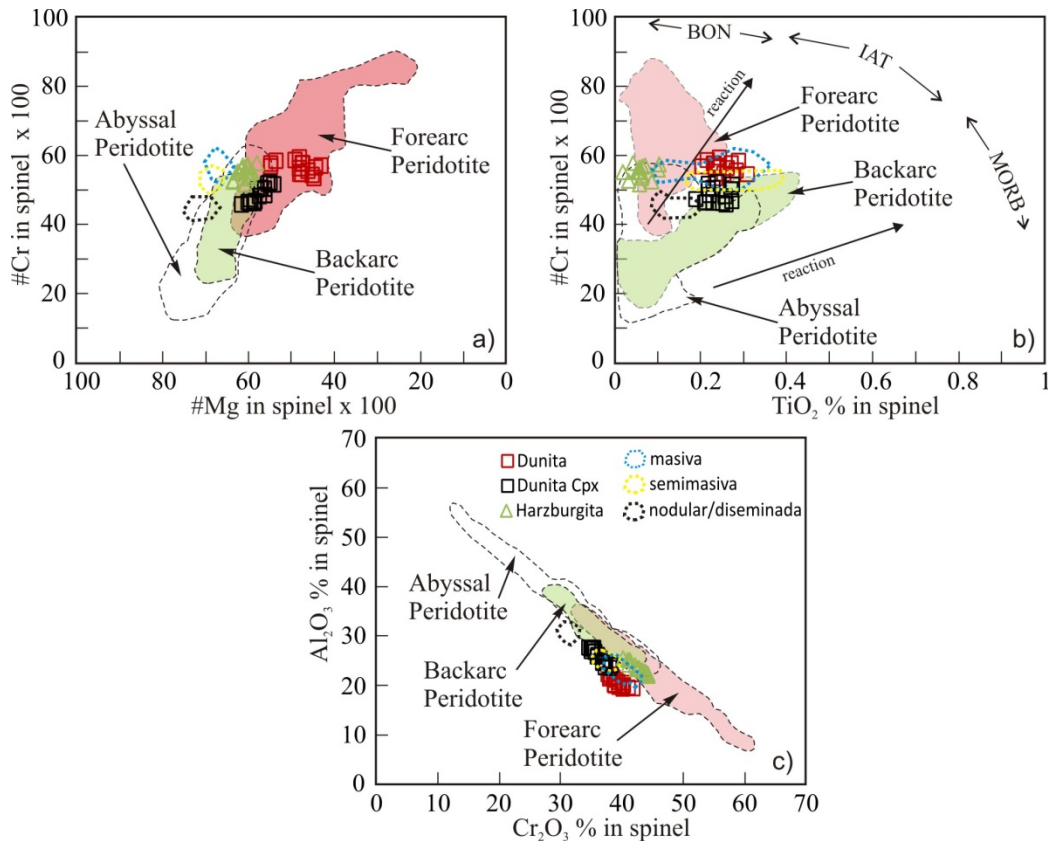 100
80
60
40
20
0
#Cr in spinel x 100
Abyssal
Peridotite
Forearc
Peridotite
Backarc
Peridotite
a)
100
80
60
40
20
0
#Mg in spinel x 100
100
80
60
40
20
0
#Cr in spinel x 100
BON
IAT
MORB
reaction
Forearc
Peridotite
Backarc
Peridotite
reaction
Abyssal
Peridotite
b)
0
0.2
0.4
0.6
0.8
1
TiO₂ % in spinel
70
60
50
40
30
20
10
0
Al₂O₃ % in spinel
Dunita
Dunita Cpx
Harzburgita
masiva
semimasiva
nodular/diseminada
Abyssal
Peridotite
Backarc
Peridotite
Forearc
Peridotite
c)
0
10
20
30
40
50
60
70
Cr₂O₃ % in spinel